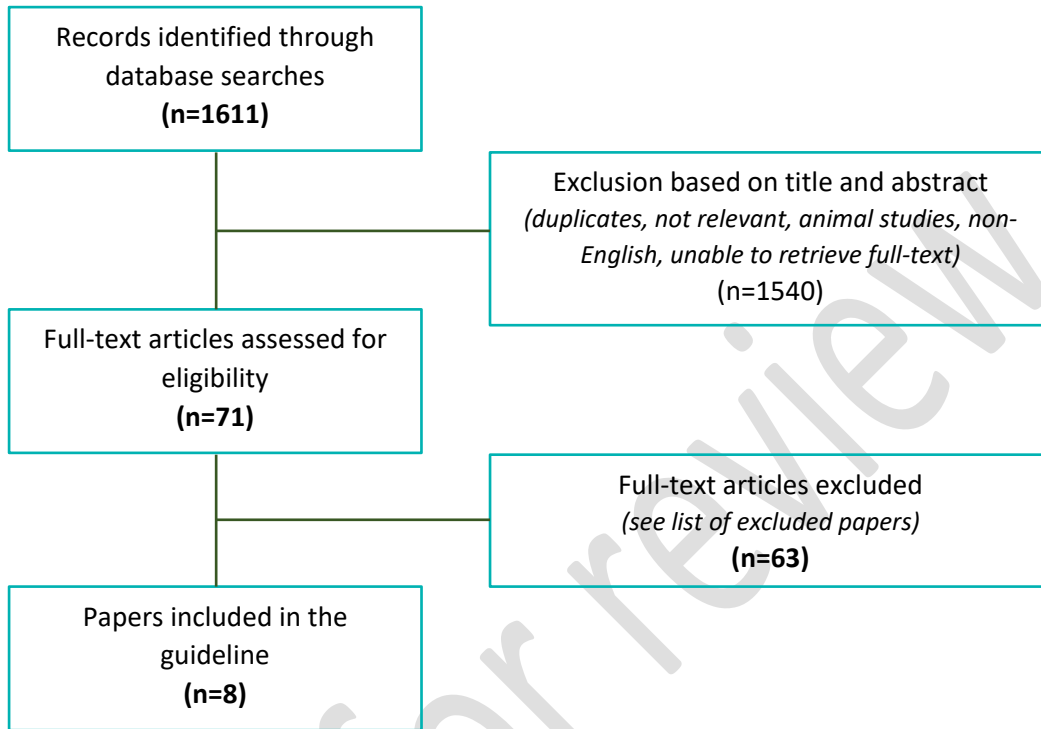 Records identified through
database searches
(n=1611)
Exclusion based on title and abstract
(duplicates, not relevant, animal studies, non-
English, unable to retrieve full-text)
(n=1540)
Full-text articles assessed for
eligibility
(n=71)
Full-text articles excluded
(see list of excluded papers)
(n=63)
Papers included in the
guideline
(n=8)
for review